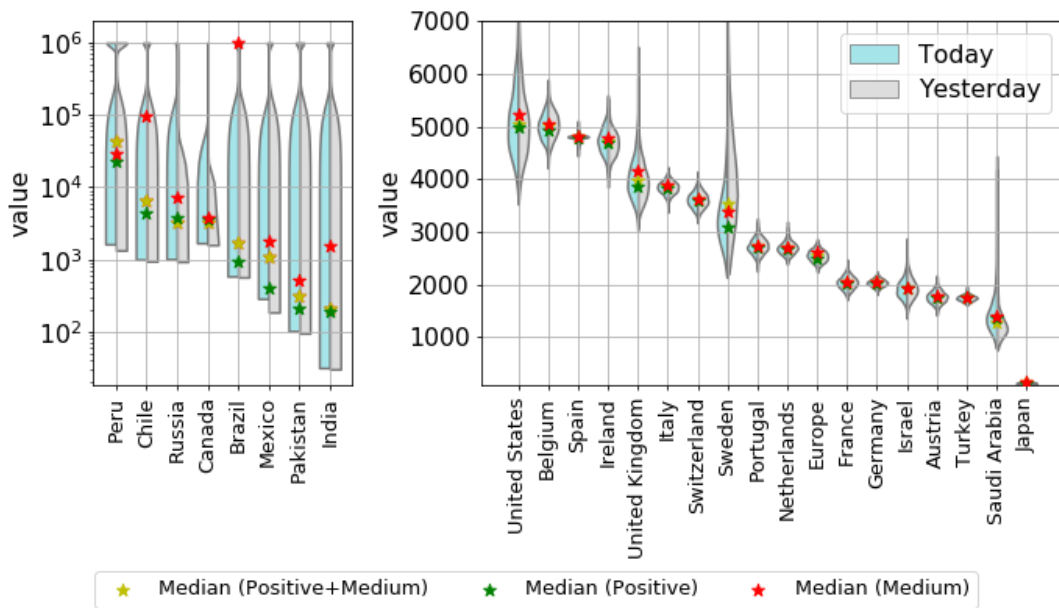 value
10^6
10^5
10^4
10^3
10^2
Peru
Chile
Russia
Canada
Brazil
Mexico
Pakistan
India
value
7000
6000
5000
4000
3000
2000
1000
Today
Yesterday
United States
Belgium
Spain
Ireland
United Kingdom
Italy
Switzerland
Sweden
Portugal
Netherlands
Europe
France
Germany
Israel
Austria
Turkey
Saudi Arabia
Japan
Median (Positive+Medium)
Median (Positive)
Median (Medium)